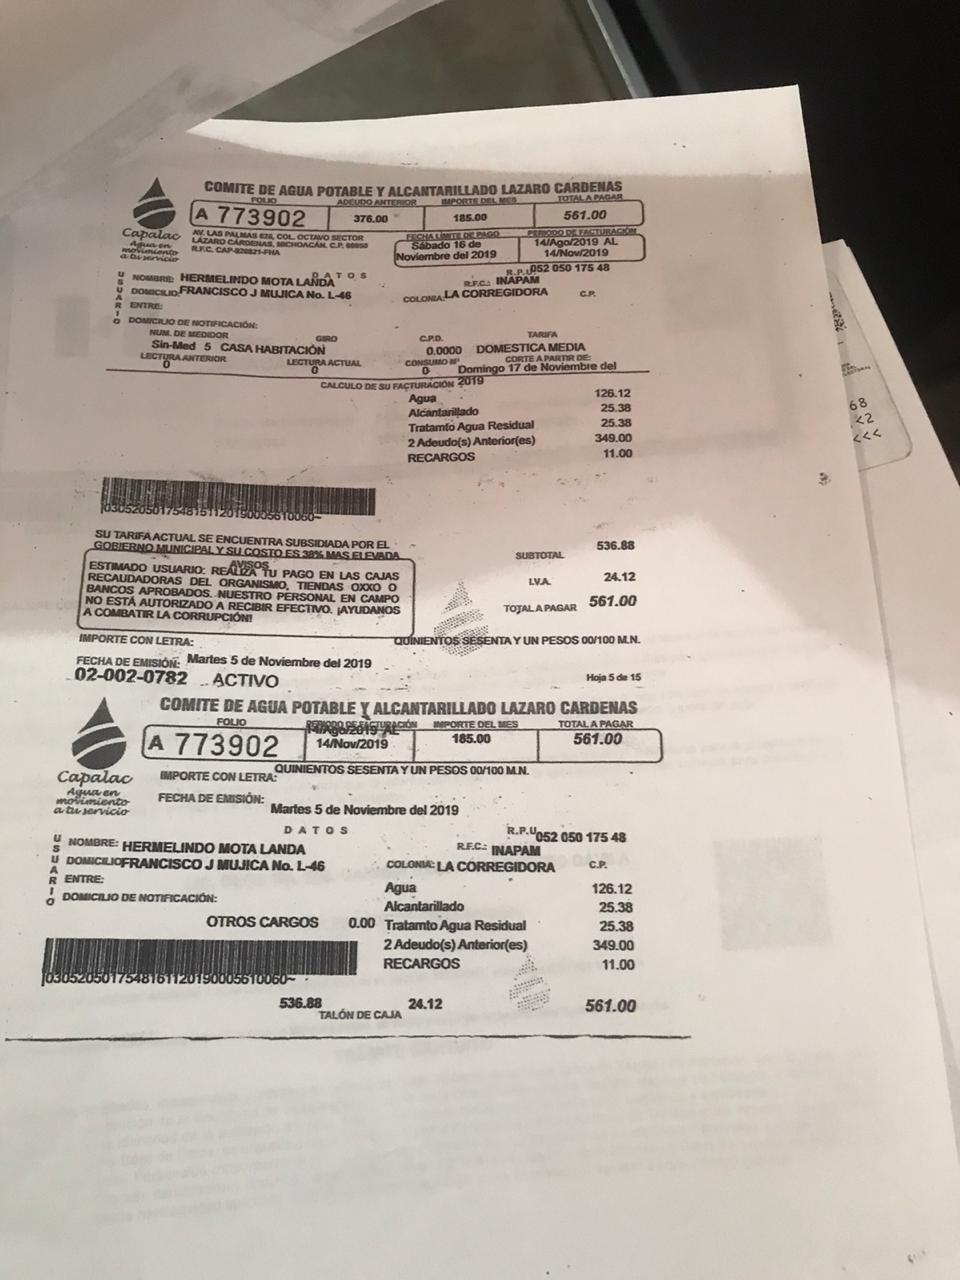 COMITE DE AGUA POTABLE Y ALCANTARILLADO LAZARO CARDENAS
FOLIO ADEUDO ANTERIOR IMPORTE DEL MES TOTAL A PAGAR
A 773902 376.00 185.00 561.00
Capalac
Agua en
movimiento
a tu servicio
AV. LAS PALMAS 626, COL. OCTAVO SECTOR
LÁZARO CÁRDENAS, MICHOACÁN. C.P. 60950
R.F.C. CAP-920821-FHA
FECHA LÍMITE DE PAGO PERIODO DE FACTURACIÓN
Sábado 16 de
Noviembre del 2019
14/Ago/2019 AL
14/Nov/2019
USUARIO
DATOS
R.P.U 052 050 175 48
NOMBRE: HERMELINDO MOTA LANDA R.F.C.: INAPAM
DOMICILIO: FRANCISCO J MUJICA No. L-46 COLONIA: LA CORREGIDORA C.P.
ENTRE:
DOMICILIO DE NOTIFICACIÓN:
NUM. DE MEDIDOR GIRO C.P.D. TARIFA
Sin-Med 5 CASA HABITACIÓN 0.0000 DOMESTICA MEDIA
LECTURA ANTERIOR LECTURA ACTUAL CONSUMO M³ CORTE A PARTIR DE:
0 0 0 Domingo 17 de Noviembre del
2019
CALCULO DE SU FACTURACIÓN
Agua 126.12
Alcantarillado 25.38
Tratamto Agua Residual 25.38
2 Adeudo(s) Anterior(es) 349.00
RECARGOS 11.00
|03052050175481611201900056100060~
SU TARIFA ACTUAL SE ENCUENTRA SUBSIDIADA POR EL
GOBIERNO MUNICIPAL Y SU COSTO ES 38% MAS ELEVADA
AVISOS
ESTIMADO USUARIO: REALIZA TU PAGO EN LAS CAJAS
RECAUDADORAS DEL ORGANISMO, TIENDAS OXXO O
BANCOS APROBADOS. NUESTRO PERSONAL EN CAMPO
NO ESTÁ AUTORIZADO A RECIBIR EFECTIVO. ¡AYUDANOS
A COMBATIR LA CORRUPCIÓN!
SUBTOTAL 536.88
I.V.A. 24.12
TOTAL A PAGAR 561.00
IMPORTE CON LETRA: QUINIENTOS SESENTA Y UN PESOS 00/100 M.N.
FECHA DE EMISIÓN: Martes 5 de Noviembre del 2019
02-002-0782 ACTIVO Hoja 5 de 15
COMITE DE AGUA POTABLE Y ALCANTARILLADO LAZARO CARDENAS
FOLIO PERIODO DE FACTURACIÓN IMPORTE DEL MES TOTAL A PAGAR
A 773902 14/Ago/2019 AL
14/Nov/2019 185.00 561.00
Capalac
Agua en
movimiento
a tu servicio
IMPORTE CON LETRA: QUINIENTOS SESENTA Y UN PESOS 00/100 M.N.
FECHA DE EMISIÓN: Martes 5 de Noviembre del 2019
USUARIO
DATOS
R.P.U 052 050 175 48
NOMBRE: HERMELINDO MOTA LANDA R.F.C.: INAPAM
DOMICILIO FRANCISCO J MUJICA No. L-46 COLONIA: LA CORREGIDORA C.P.
ENTRE:
DOMICILIO DE NOTIFICACIÓN:
Agua 126.12
Alcantarillado 25.38
OTROS CARGOS 0.00 Tratamto Agua Residual 25.38
2 Adeudo(s) Anterior(es) 349.00
RECARGOS 11.00
536.88 24.12 561.00
TALÓN DE CAJA
68
<2
<<<